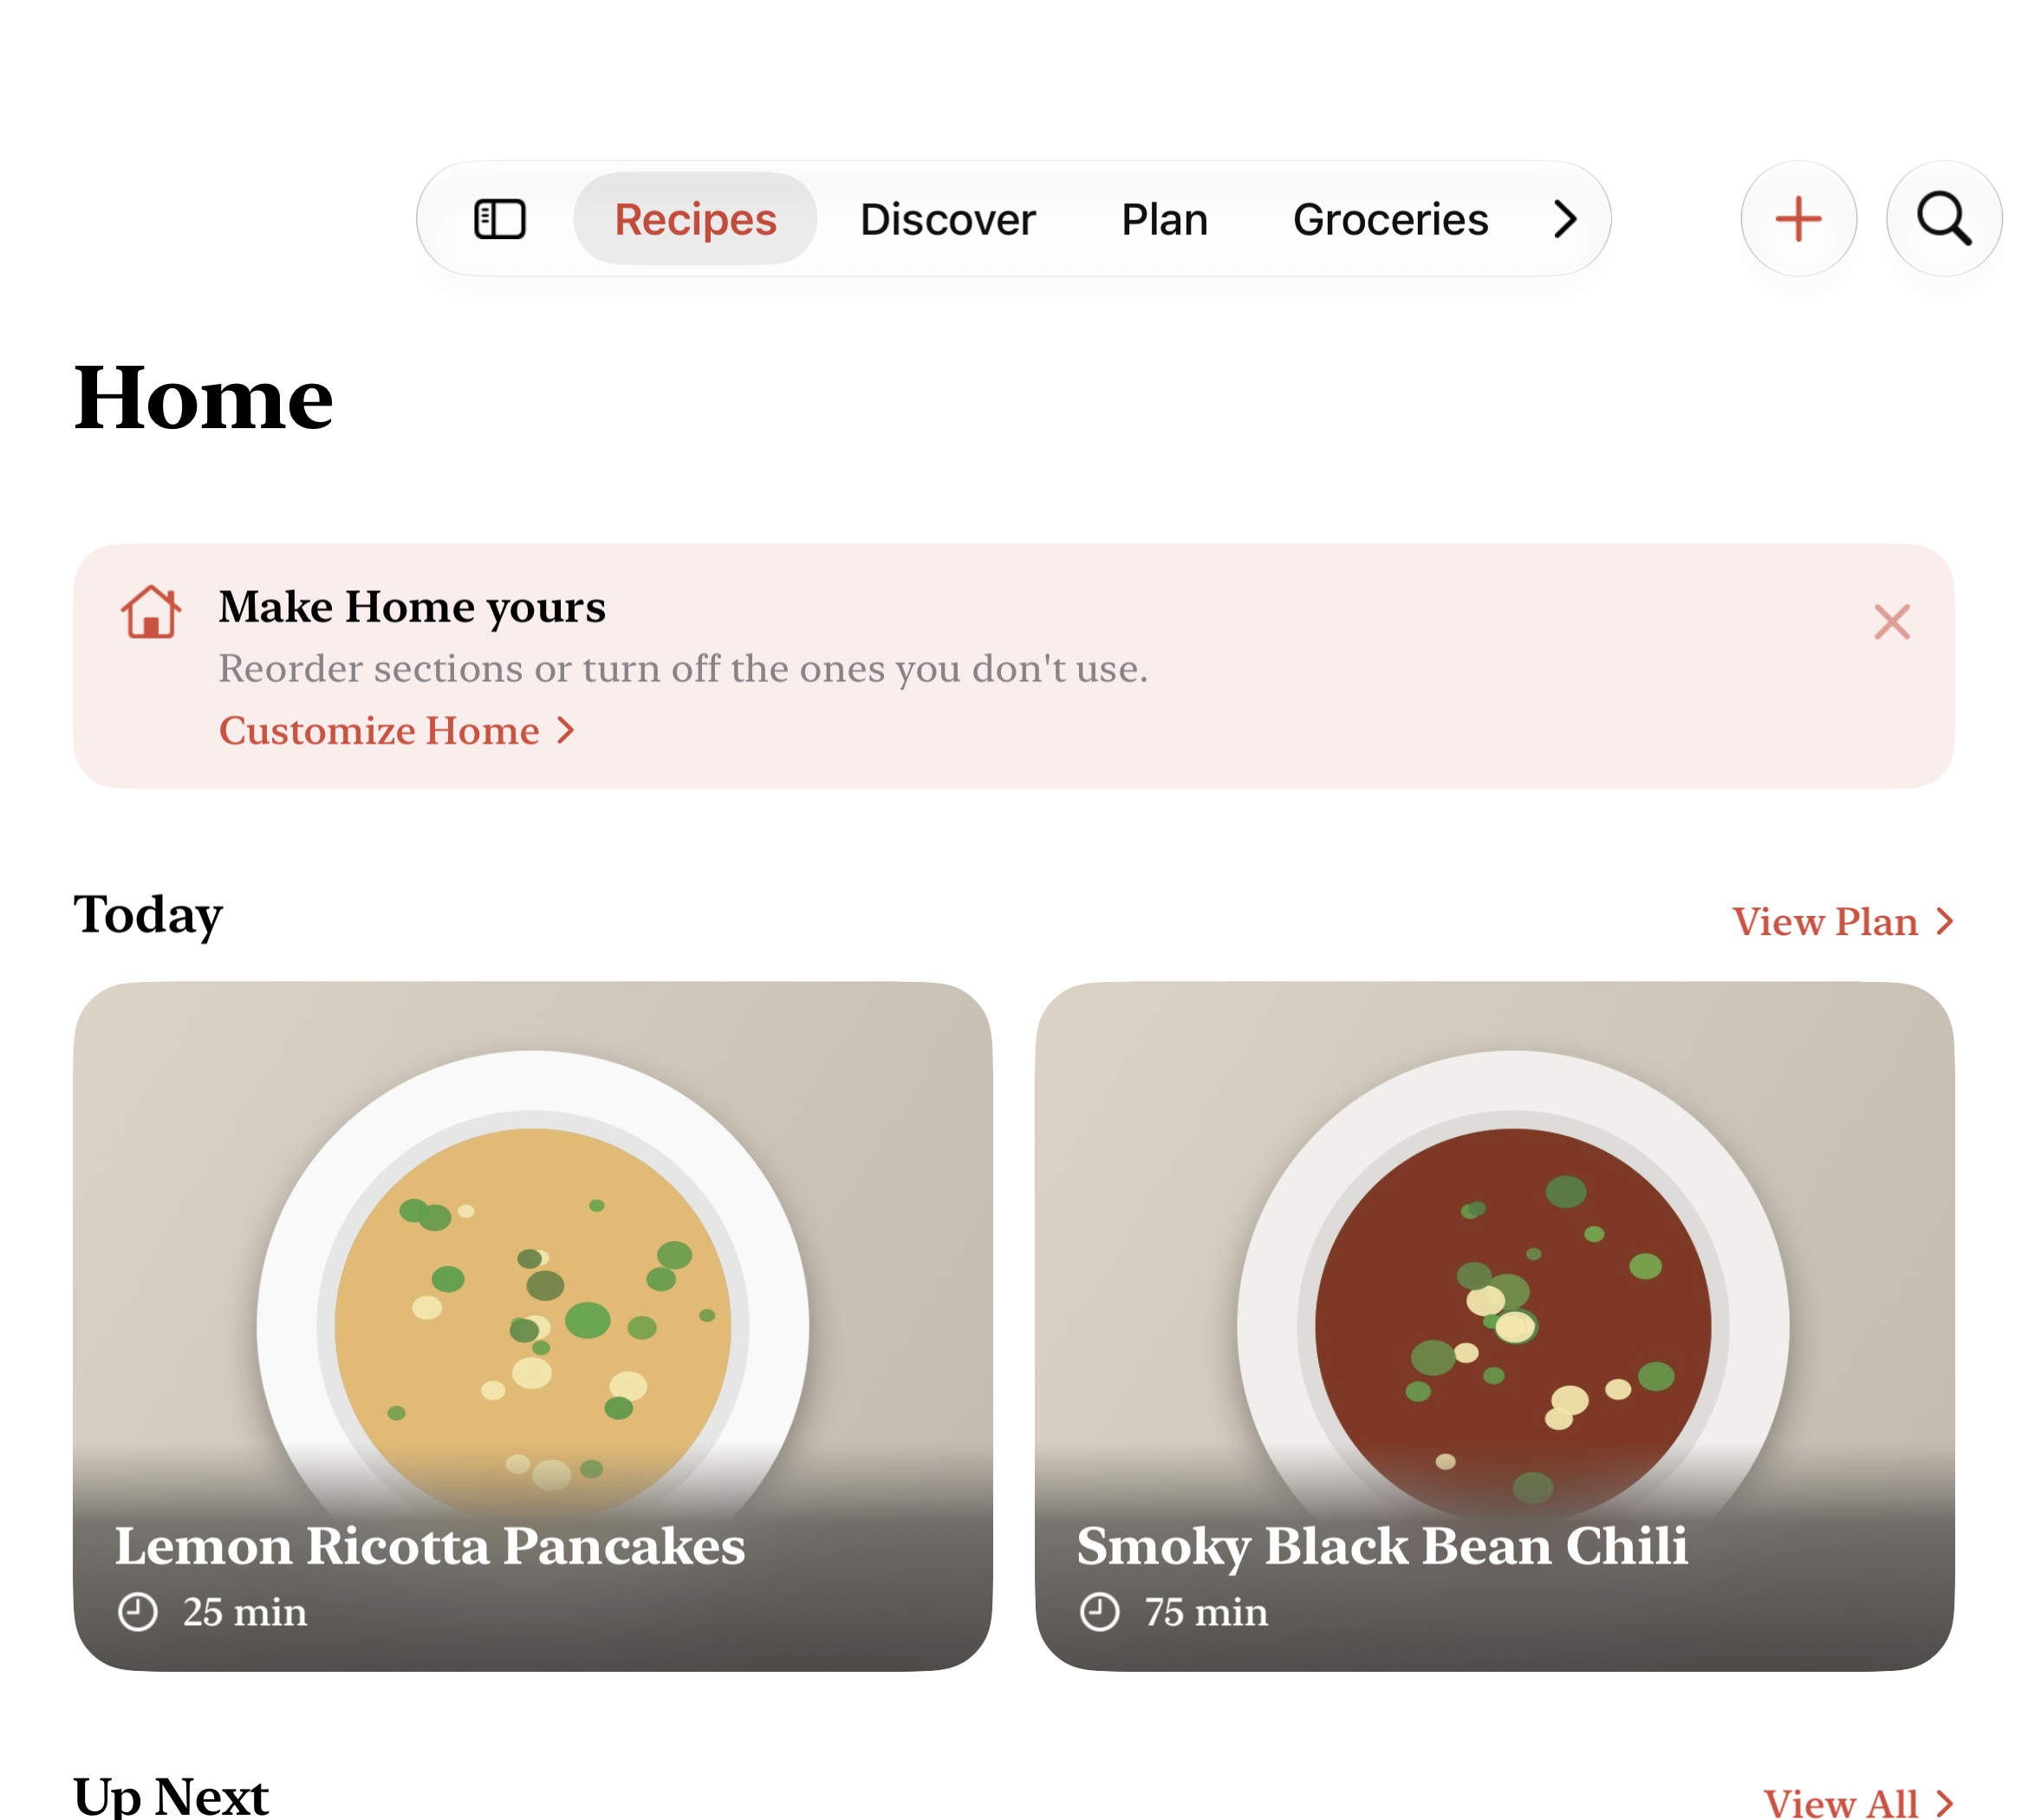 Recipes Discover Plan Groceries
Home
Make Home yours
Reorder sections or turn off the ones you don't use.
Customize Home
Today
View Plan
Lemon Ricotta Pancakes
25 min
Smoky Black Bean Chili
75 min
Up Next
View All